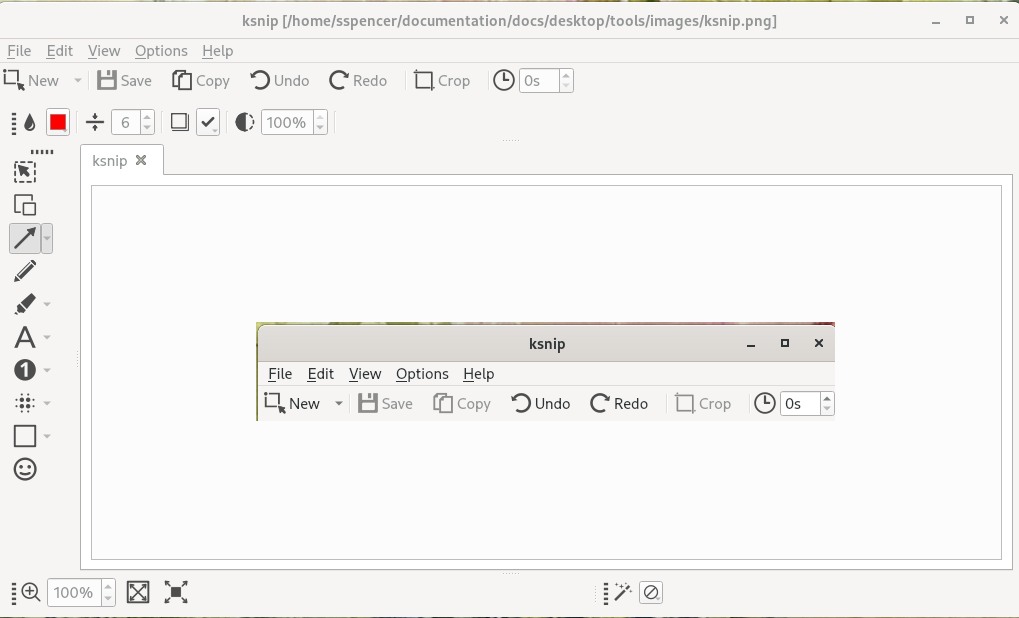 ksnip [/home/sspencer/documentation/docs/desktop/tools/images/ksnip.png]
File Edit View Options Help
New Save Copy Undo Redo Crop 0s
6 100%
ksnip
A
1
ksnip
File Edit View Options Help
New Save Copy Undo Redo Crop 0s
100%